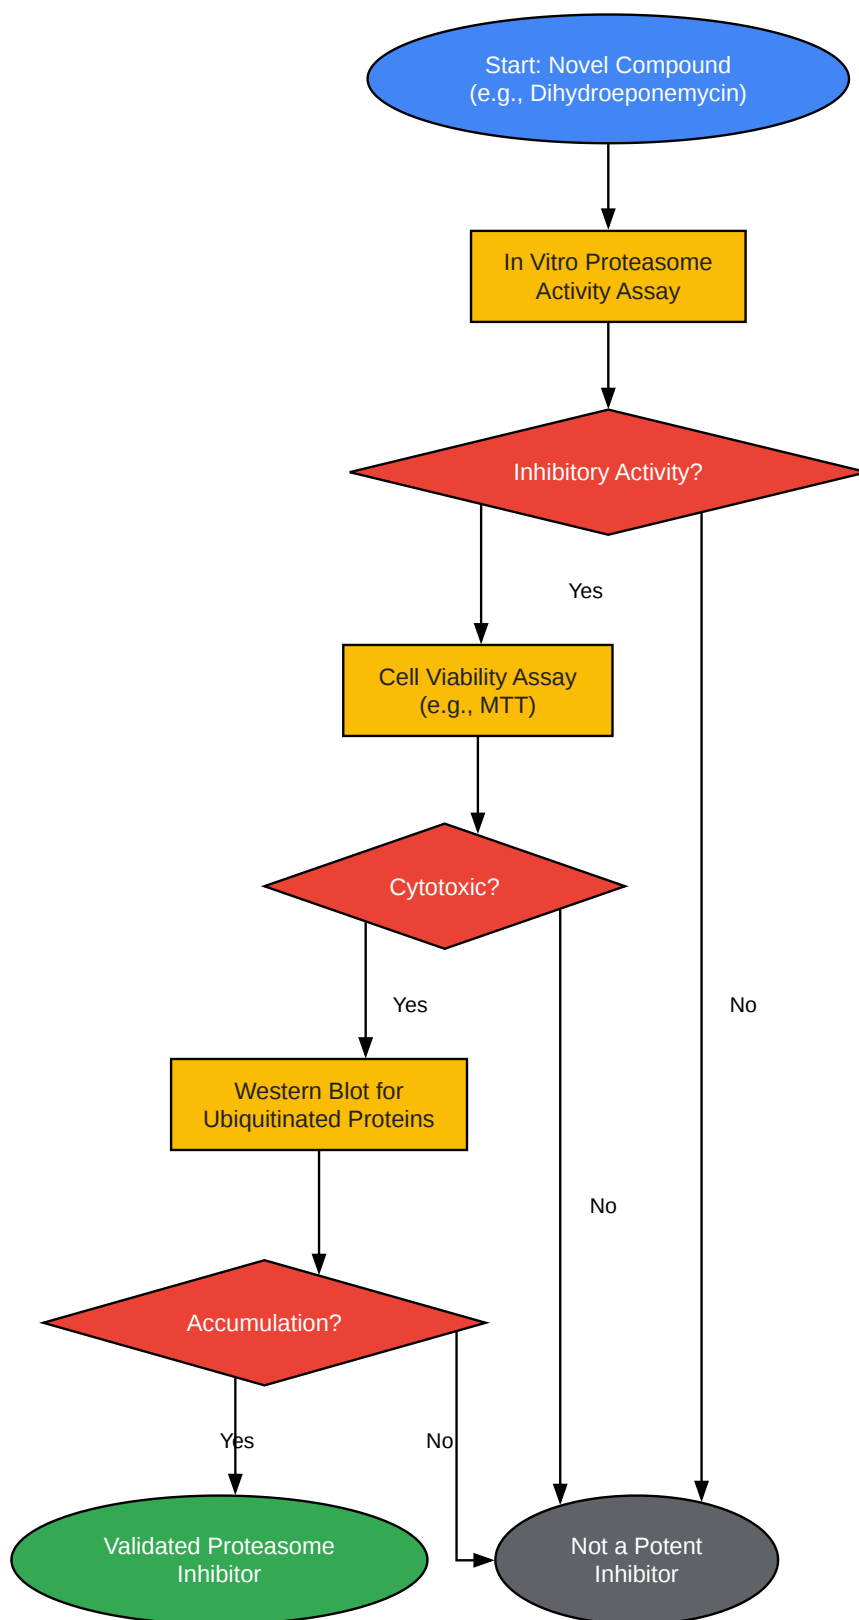 Start: Novel Compound
(e.g., Dihydroeponemycin)
In Vitro Proteasome
Activity Assay
Inhibitory Activity?
Yes
Cell Viability Assay
(e.g., MTT)
Cytotoxic?
Yes
No
Western Blot for
Ubiquitinated Proteins
No
Accumulation?
Yes
No
Validated Proteasome
Inhibitor
Not a Potent
Inhibitor